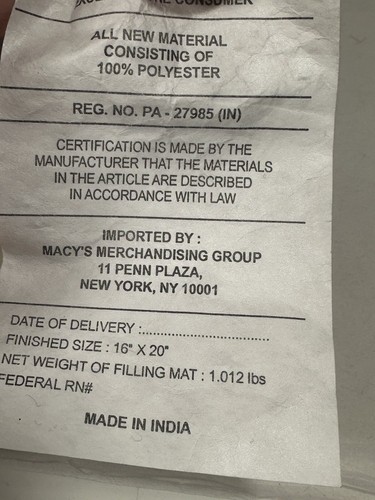 CONSUMER
ALL NEW MATERIAL
CONSISTING OF
100% POLYESTER
REG. NO. PA - 27985 (IN)
CERTIFICATION IS MADE BY THE
MANUFACTURER THAT THE MATERIALS
IN THE ARTICLE ARE DESCRIBED
IN ACCORDANCE WITH LAW
IMPORTED BY :
MACY'S MERCHANDISING GROUP
11 PENN PLAZA,
NEW YORK, NY 10001
DATE OF DELIVERY :...................................
FINISHED SIZE : 16" X 20"
NET WEIGHT OF FILLING MAT : 1.012 lbs
FEDERAL RN#
MADE IN INDIA